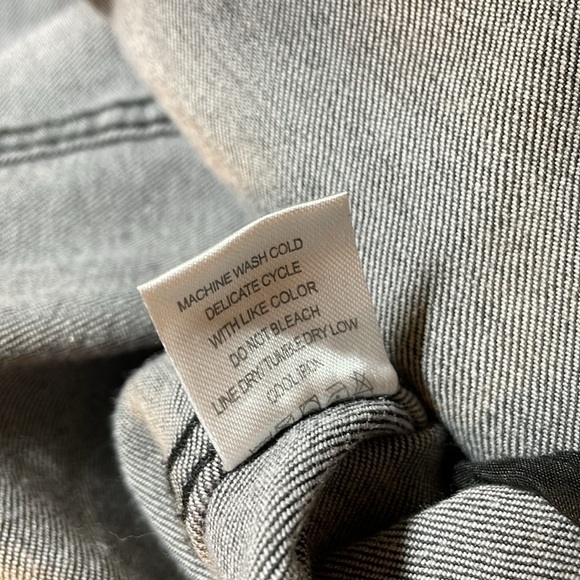 MACHINE WASH COLD
DELICATE CYCLE
WITH LIKE COLOR
DO NOT BLEACH
LINE DRY/TUMBLE DRY LOW
COOL IRON